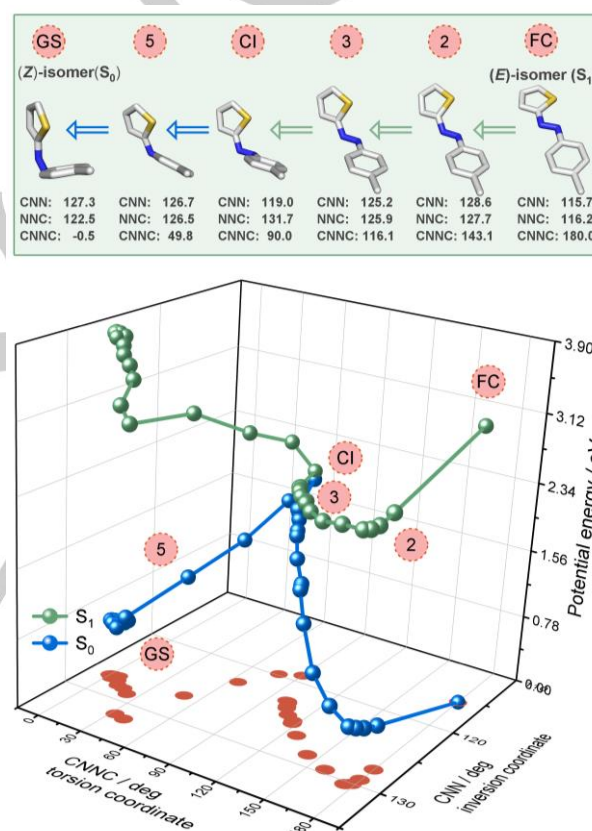 GS 5 CI 3 2 FC
(Z)-isomer(S0) (E)-isomer (S1
CNN: 127.3 CNN: 126.7 CNN: 119.0 CNN: 125.2 CNN: 128.6 CNN: 115.7
NNC: 122.5 NNC: 126.5 NNC: 131.7 NNC: 125.9 NNC: 127.7 NNC: 116.2
CNNC: -0.5 CNNC: 49.8 CNNC: 90.0 CNNC: 116.1 CNNC: 143.1 CNNC: 180.0
3.90
FC
3.12
CI
2.34
3
5
2
1.56
Potential energy / eV
S1
0.78
S0
GS
0.00
0
30
60
90
120
150
180
120
130
CNNC / deg
torsion coordinate
CNN / deg
inversion coordinate